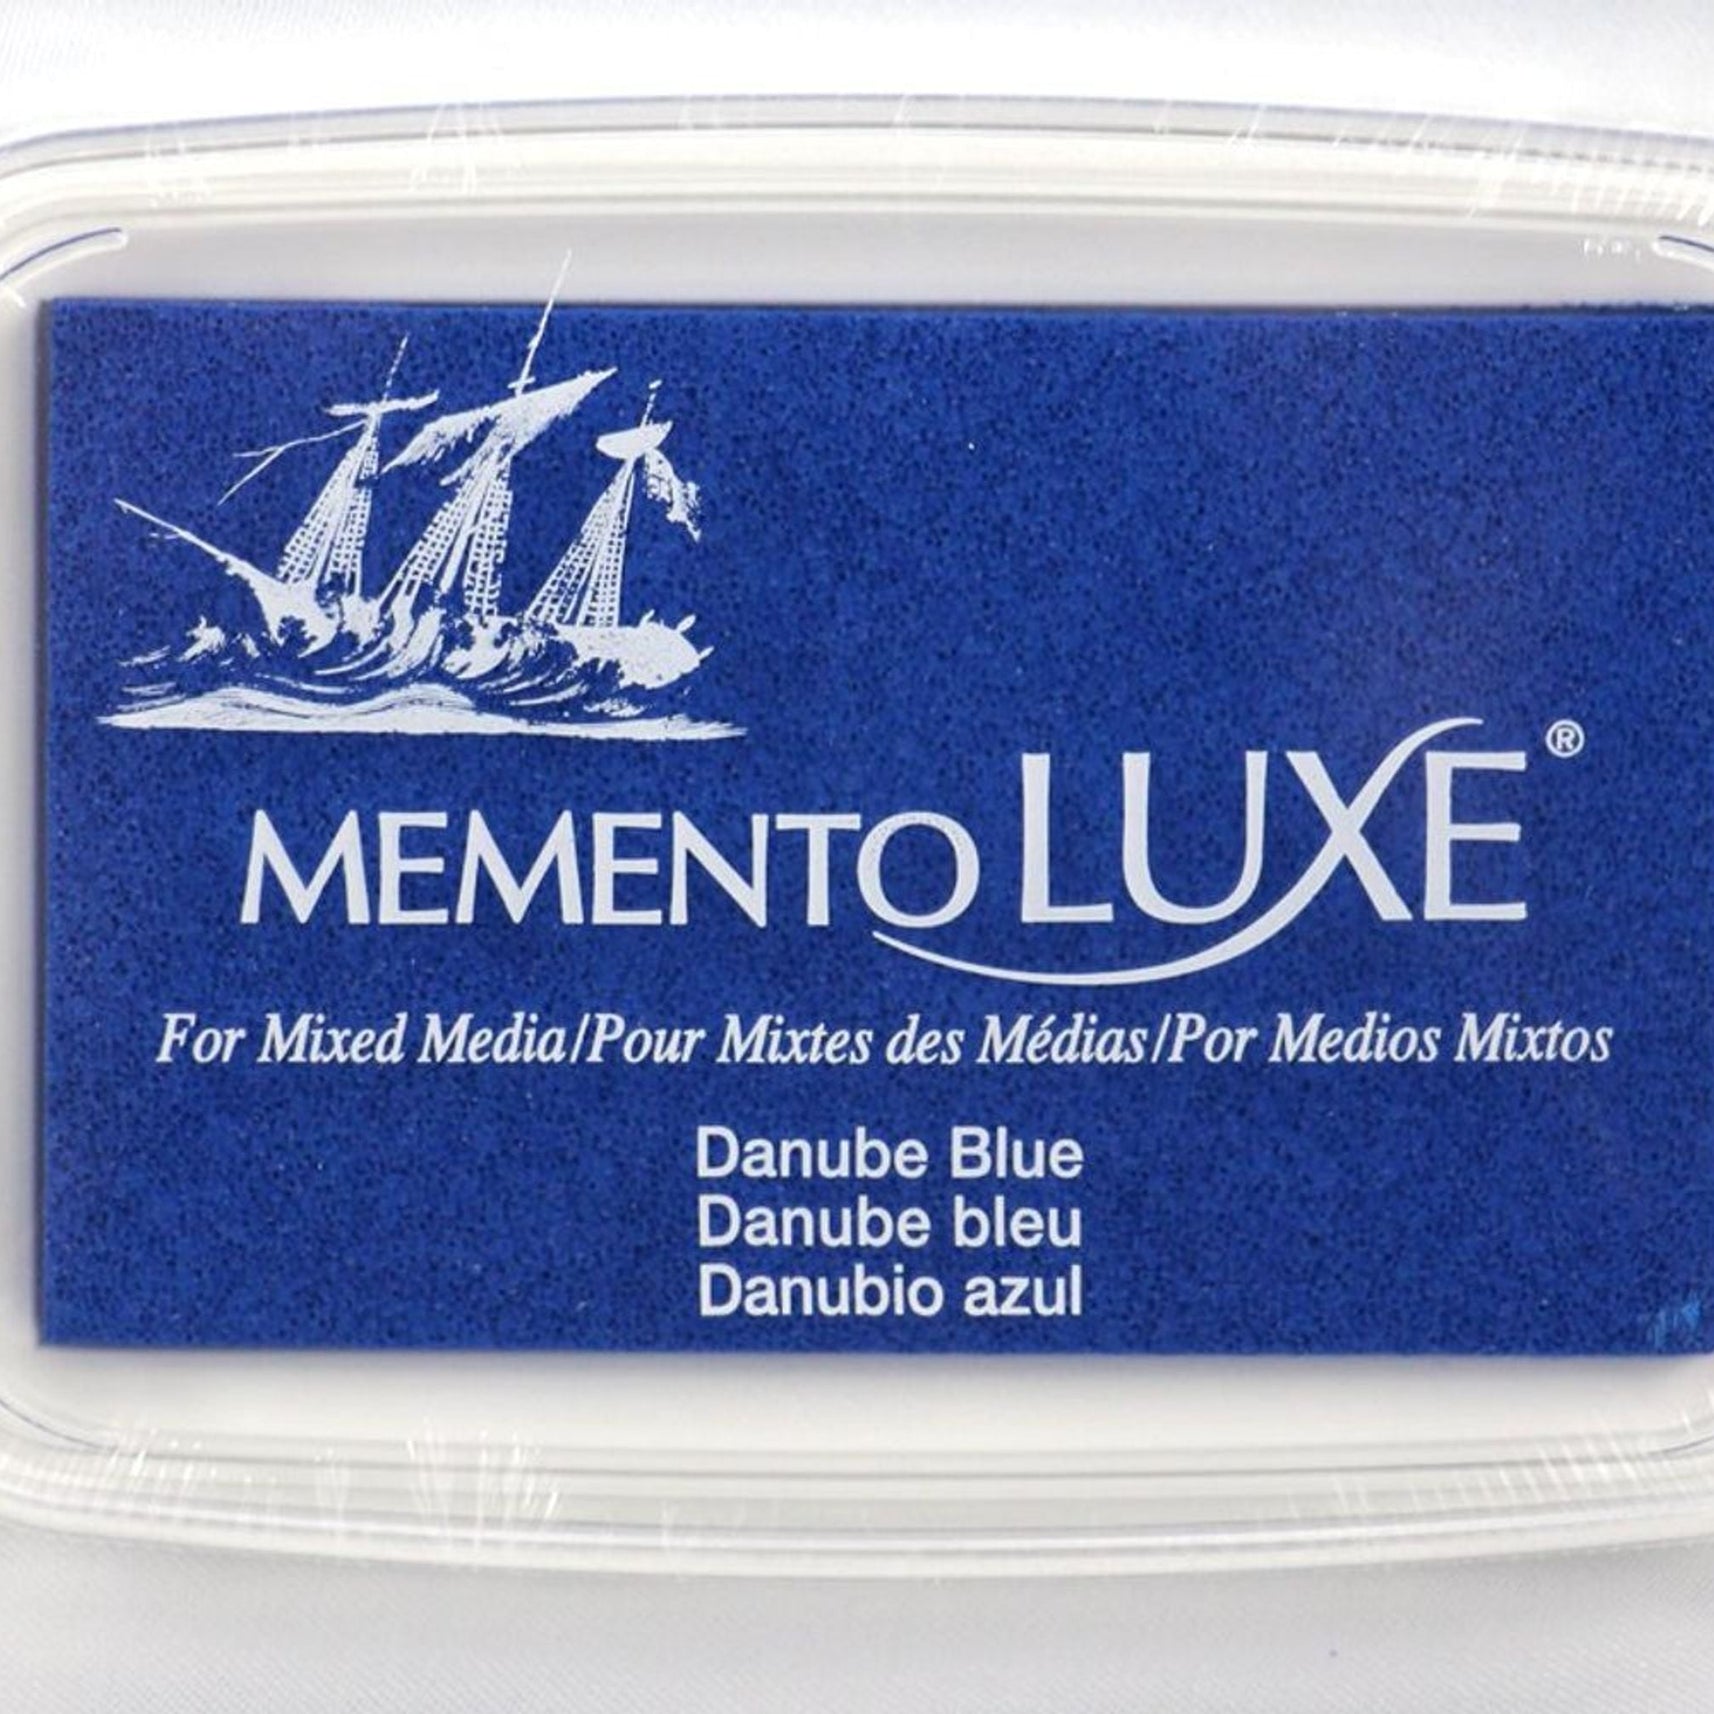 MEMENTO LUXE®
For Mixed Media/Pour Mixtes des Médias/Por Medios Mixtos
Danube Blue
Danube bleu
Danubio azul